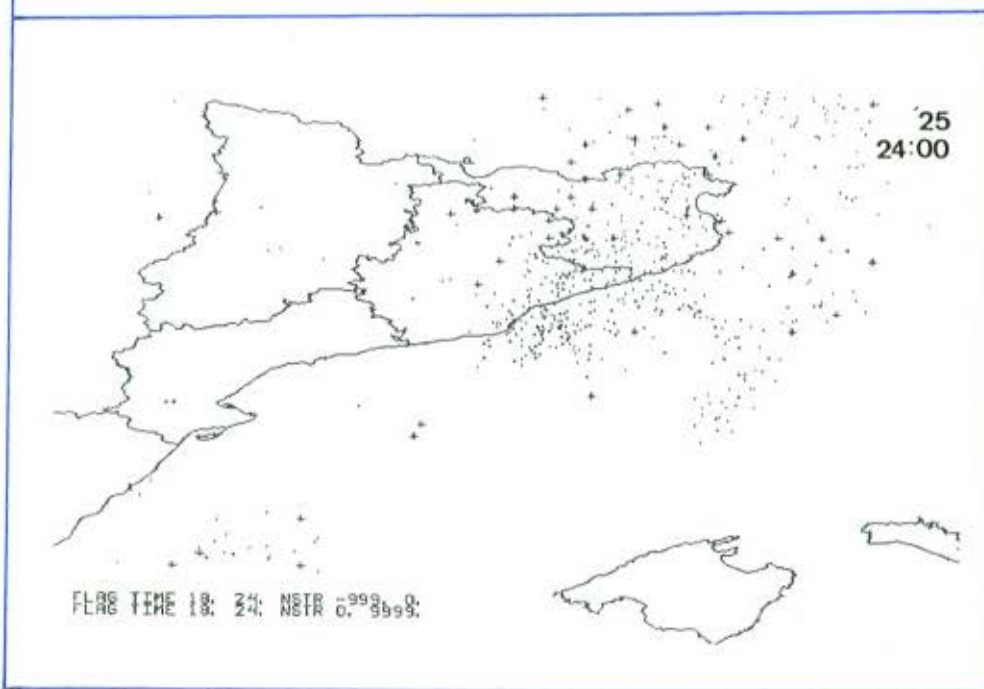 '25
24:00
FLAG TIME 18. 24. NSTR -999. 0.
FLAG TIME 18. 24. NSTR 0. 9999.